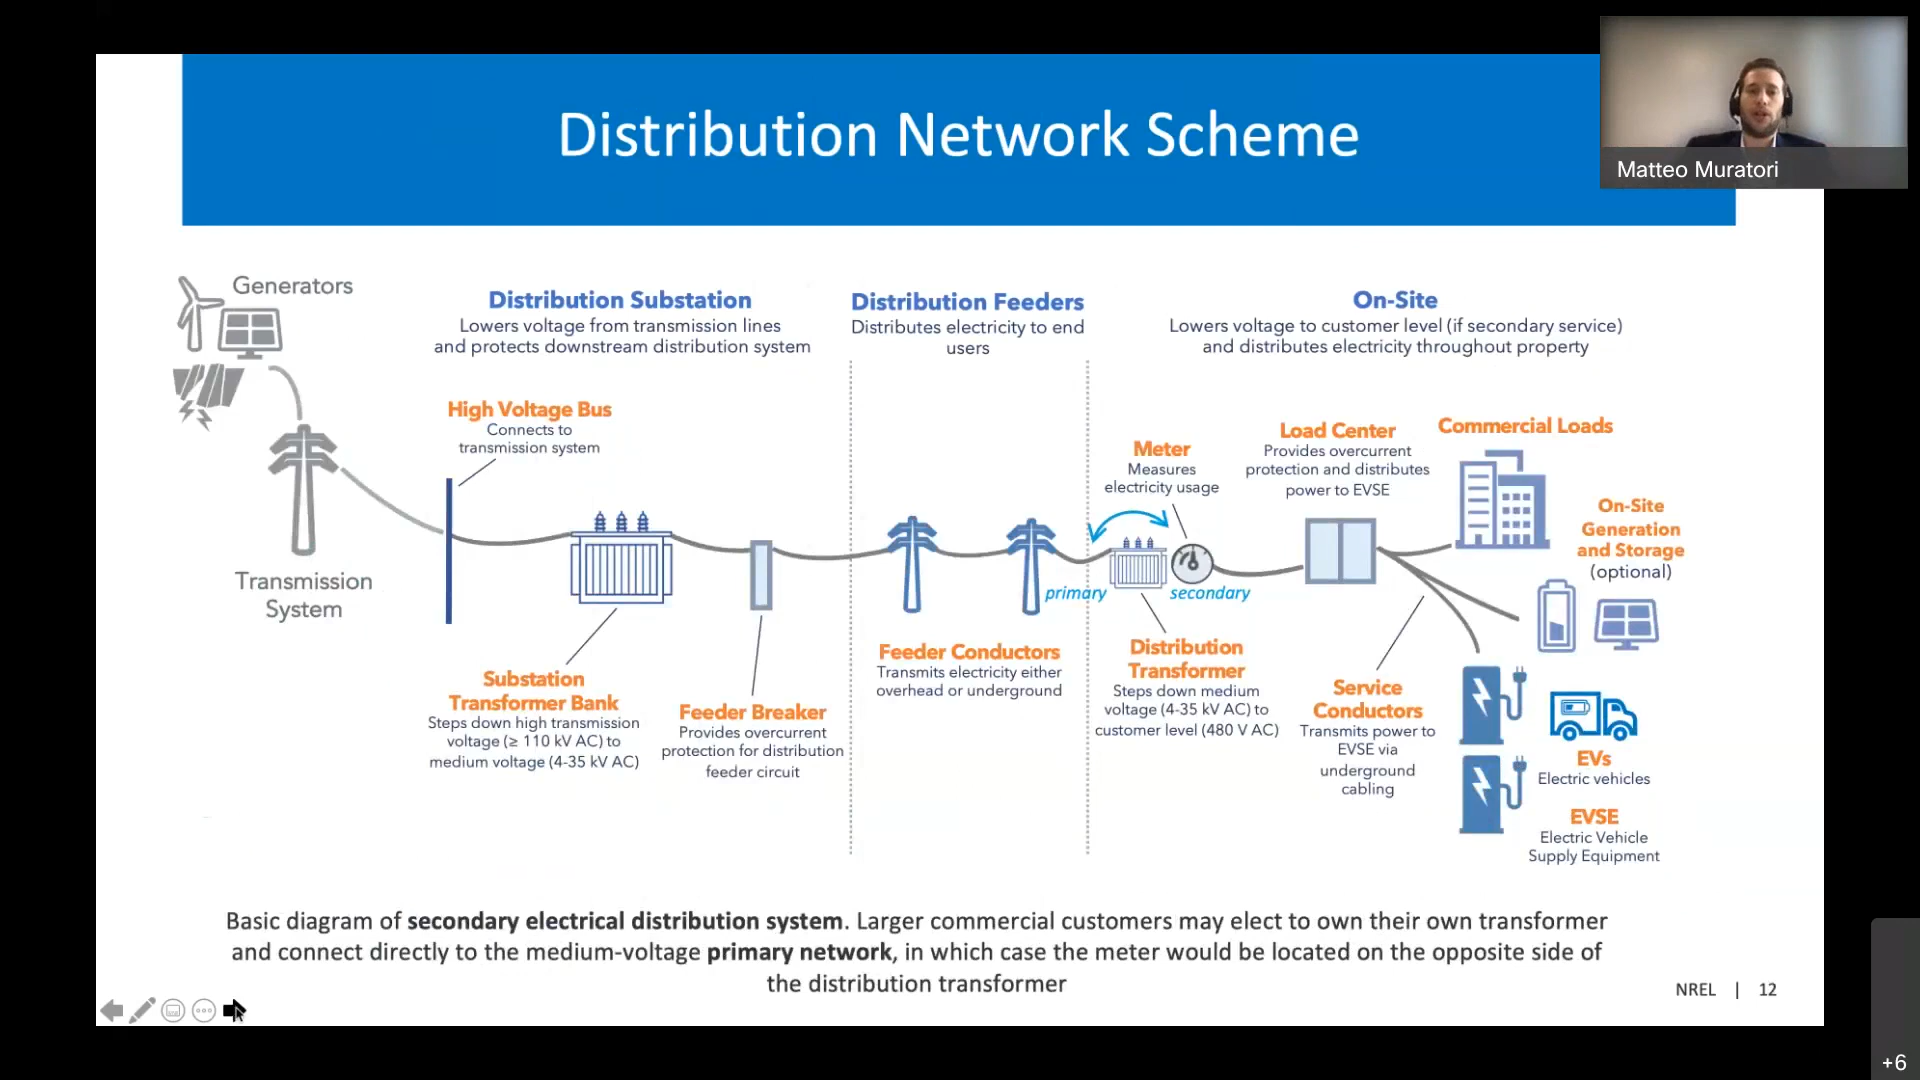 Distribution Network Scheme
Matteo Muratori
Generators
Transmission
System
Distribution Substation
Lowers voltage from transmission lines
and protects downstream distribution system
High Voltage Bus
Connects to
transmission system
Substation
Transformer Bank
Steps down high transmission
voltage (≥ 110 kV AC) to
medium voltage (4-35 kV AC)
Feeder Breaker
Provides overcurrent
protection for distribution
feeder circuit
Distribution Feeders
Distributes electricity to end
users
Feeder Conductors
Transmits electricity either
overhead or underground
On-Site
Lowers voltage to customer level (if secondary service)
and distributes electricity throughout property
Meter
Measures
electricity usage
primary
secondary
Distribution
Transformer
Steps down medium
voltage (4-35 kV AC) to
customer level (480 V AC)
Load Center
Provides overcurrent
protection and distributes
power to EVSE
Service
Conductors
Transmits power to
EVSE via
underground
cabling
Commercial Loads
On-Site
Generation
and Storage
(optional)
EVs
Electric vehicles
EVSE
Electric Vehicle
Supply Equipment
Basic diagram of secondary electrical distribution system. Larger commercial customers may elect to own their own transformer
and connect directly to the medium-voltage primary network, in which case the meter would be located on the opposite side of
the distribution transformer
NREL | 12
+6